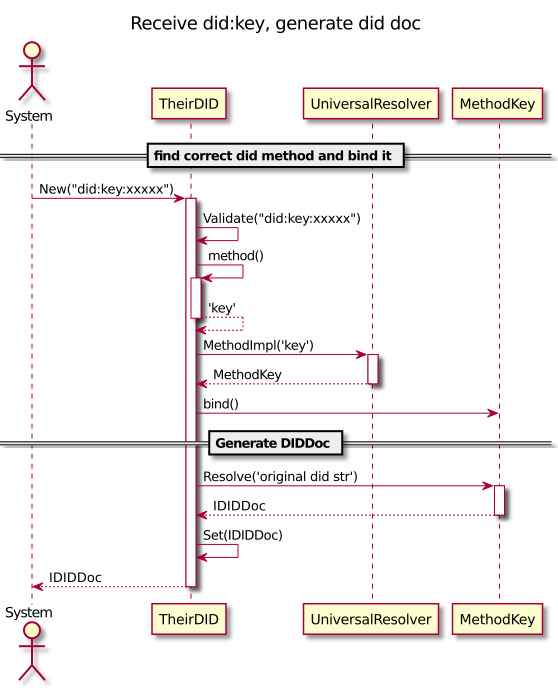 Receive did:key, generate did doc
System
TheirDID
UniversalResolver
MethodKey
find correct did method and bind it
New("did:key:xxxxx")
Validate("did:key:xxxxx")
method()
'key'
MethodImpl('key')
MethodKey
bind()
Generate DIDDoc
Resolve('original did str')
IDIDDoc
Set(IDIDDoc)
IDIDDoc
System
TheirDID
UniversalResolver
MethodKey